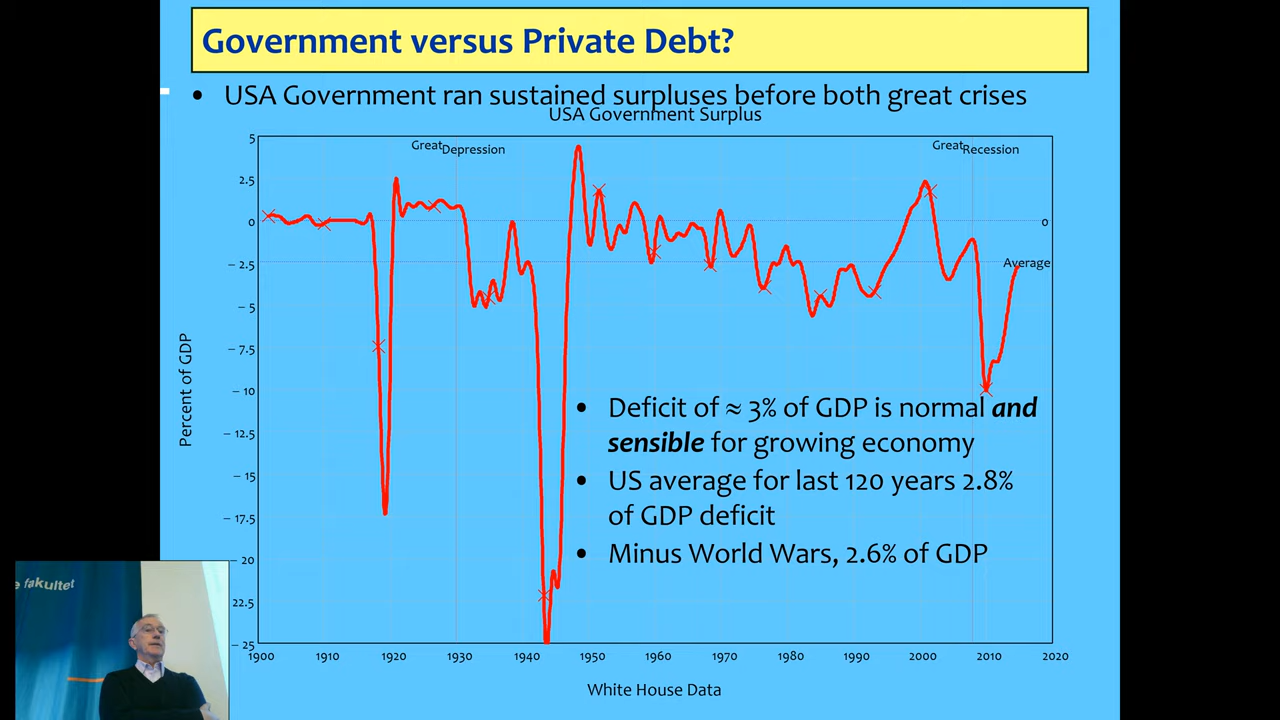 Government versus Private Debt?
• USA Government ran sustained surpluses before both great crises
USA Government Surplus
Great Depression
Great Recession
5
2.5
0
– 2.5
– 5
– 7.5
– 10
– 12.5
– 15
– 17.5
– 20
22.5
– 25
0
Average
Percent of GDP
• Deficit of ≈ 3% of GDP is normal and
sensible for growing economy
• US average for last 120 years 2.8%
of GDP deficit
• Minus World Wars, 2.6% of GDP
1900 1910 1920 1930 1940 1950 1960 1970 1980 1990 2000 2010 2020
White House Data
e fakultet